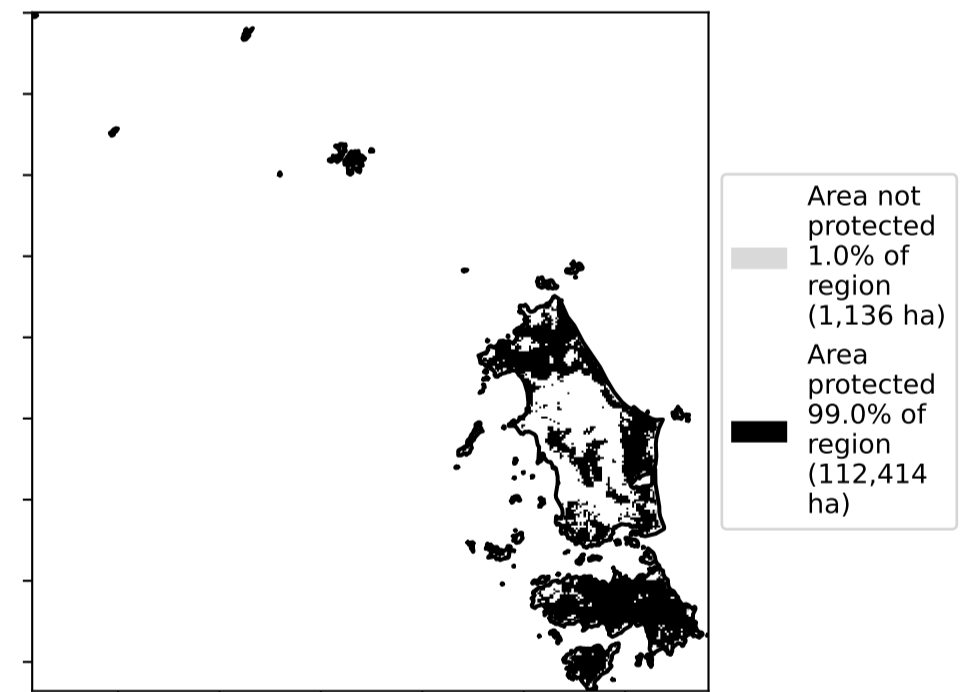 Area not
protected
1.0% of
region
(1,136 ha)
Area
protected
99.0% of
region
(112,414
ha)